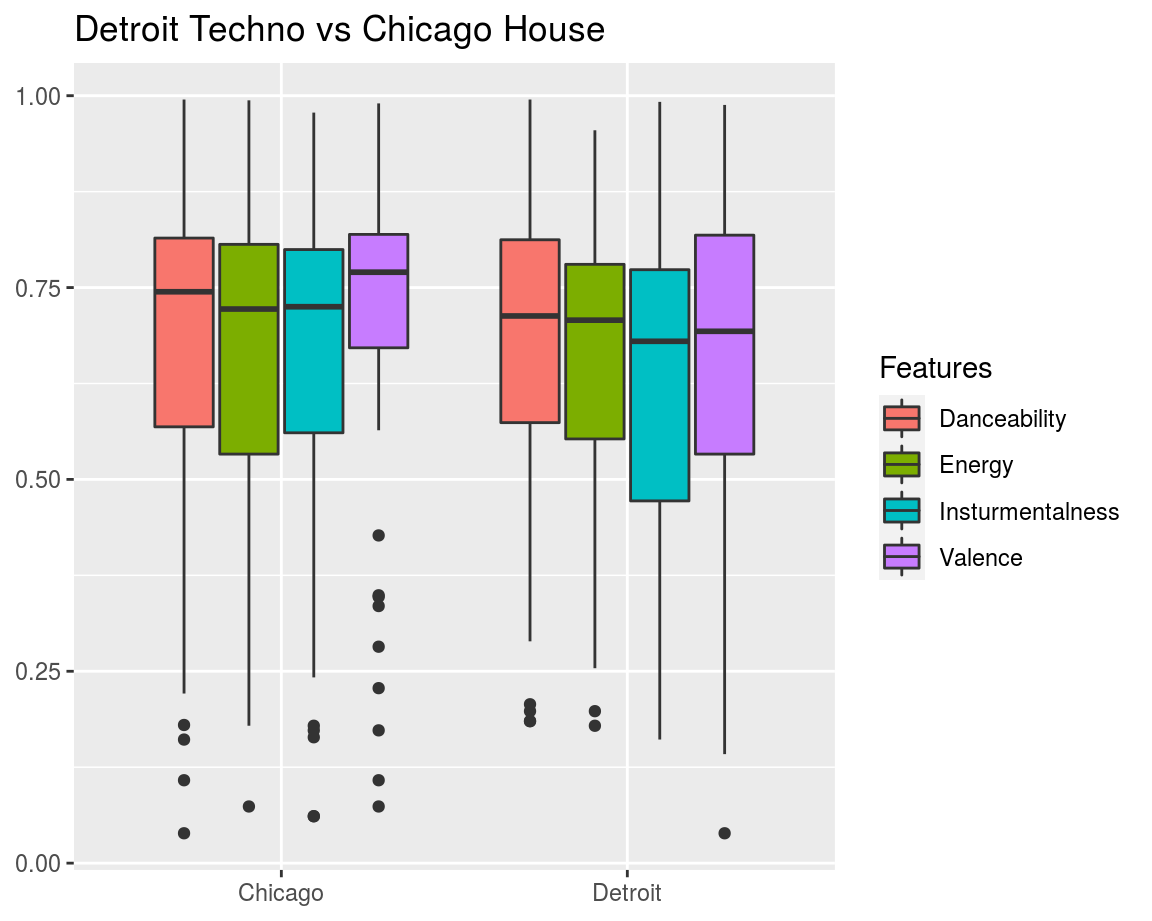 Detroit Techno vs Chicago House
1.00
0.75
0.50
0.25
0.00
Chicago
Detroit
Features
Danceability
Energy
Insturmentalness
Valence